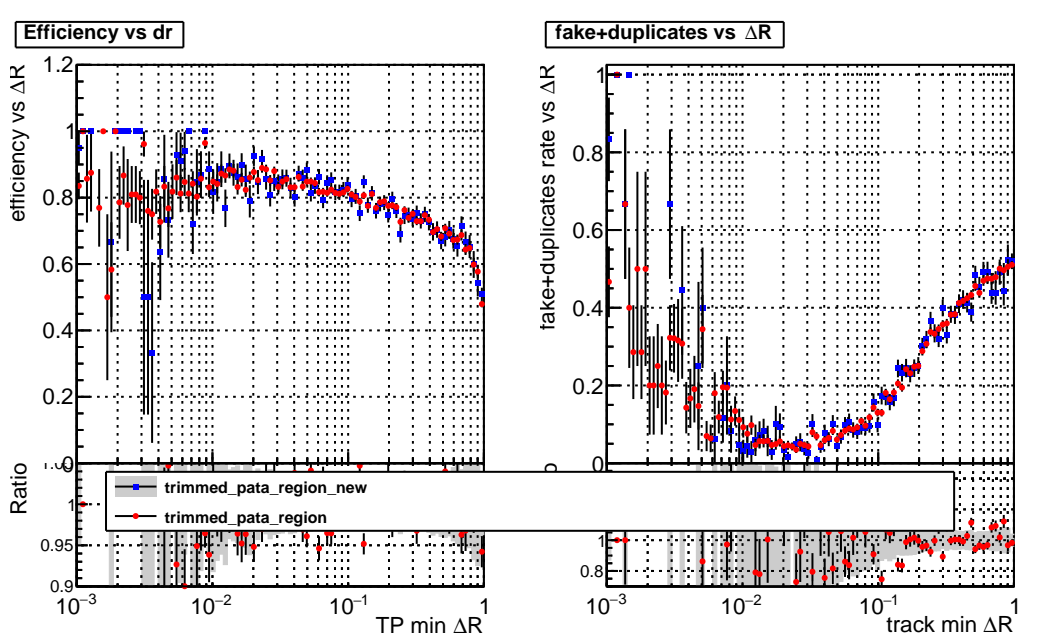 Efficiency vs dr
efficiency vs ΔR
1.2
1
0.8
0.6
0.4
0.2
0
Ratio
1
0.95
0.9
10−3
10−2
10−1
1
TP min ΔR
fake+duplicates vs ΔR
fake+duplicates rate vs ΔR
1
0.8
0.6
0.4
0.2
0
trimmed_pata_region_new
trimmed_pata_region
1
0.8
10−3
10−2
10−1
1
track min ΔR